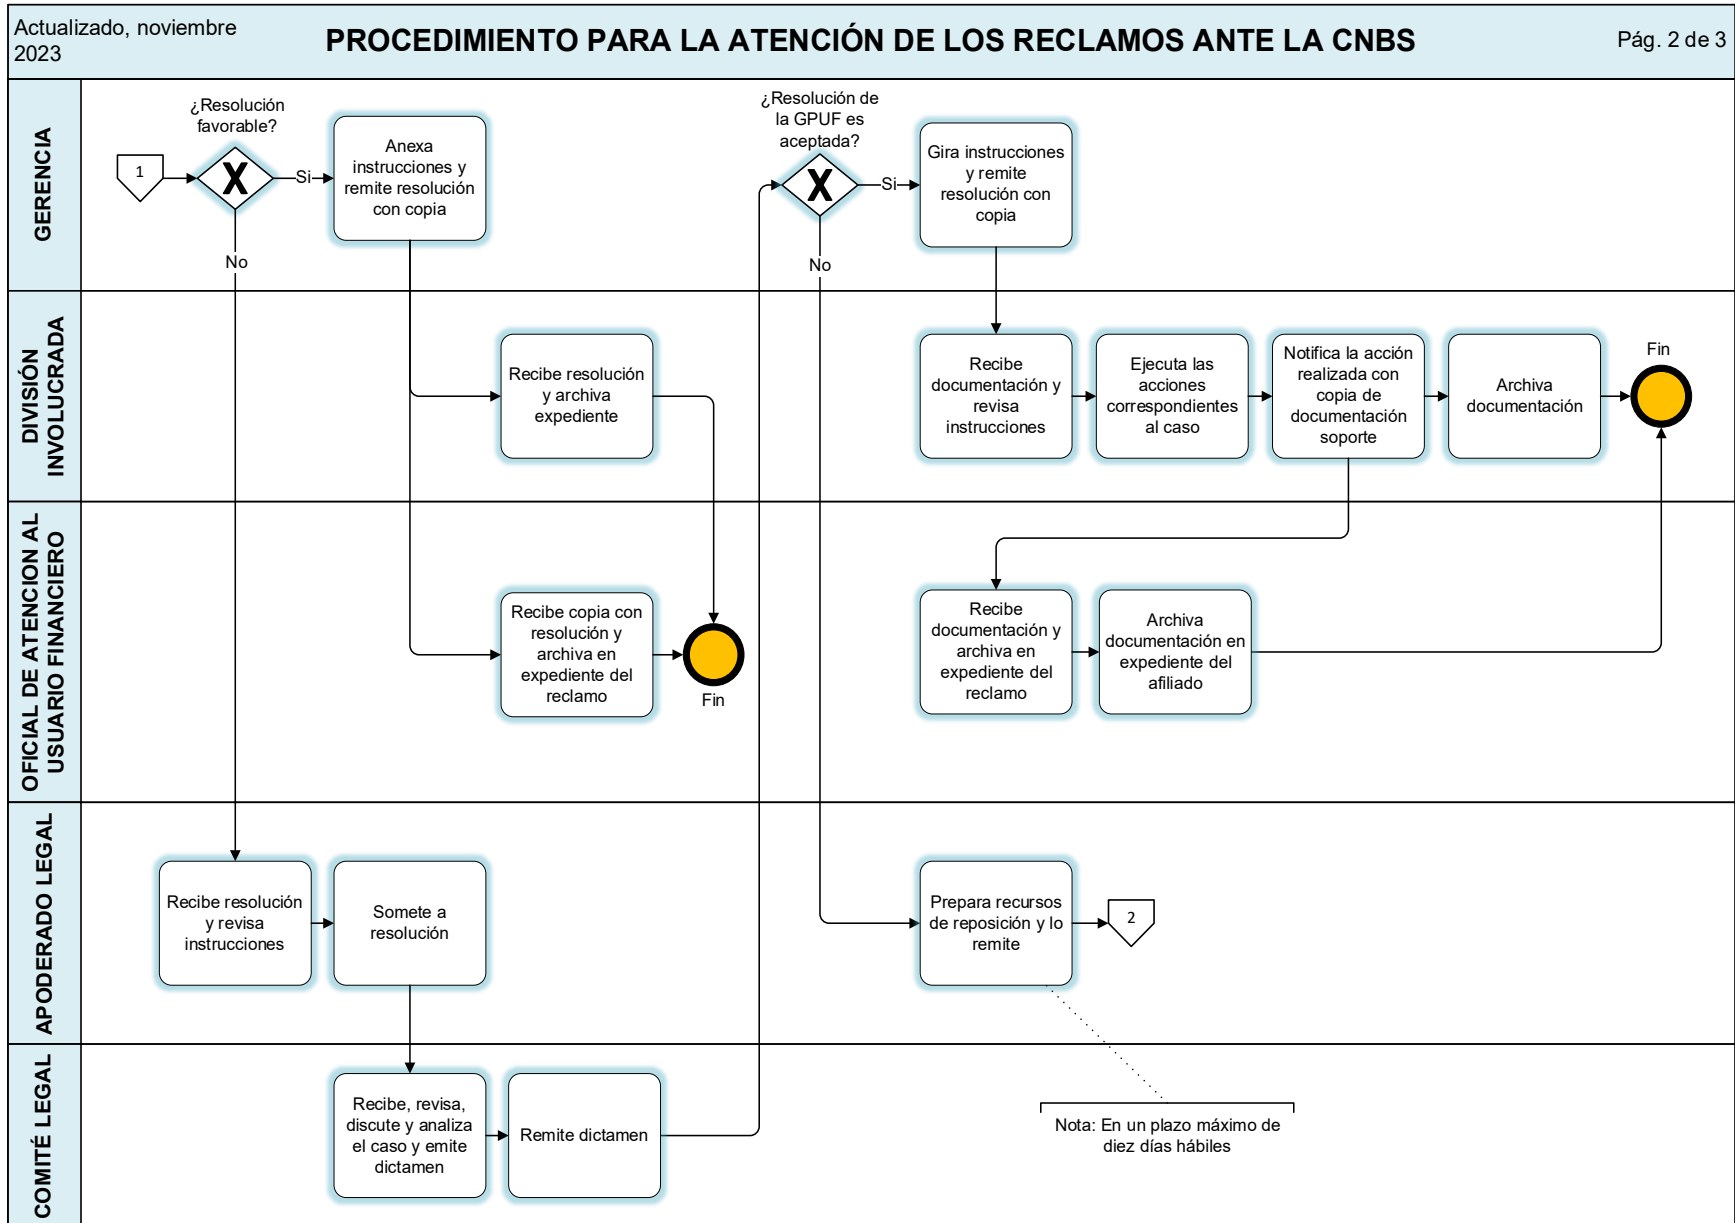 Actualizado, noviembre
2023
PROCEDIMIENTO PARA LA ATENCIÓN DE LOS RECLAMOS ANTE LA CNBS
Pág. 2 de 3
GERENCIA
1
¿Resolución
favorable?
X
Si
No
Anexa
instrucciones y
remite resolución
con copia
¿Resolución de
la GPUF es
aceptada?
X
Si
No
Gira instrucciones
y remite
resolución con
copia
DIVISIÓN
INVOLUCRADA
Recibe resolución
y archiva
expediente
Recibe
documentación y
revisa
instrucciones
Ejecuta las
acciones
correspondientes
al caso
Notifica la acción
realizada con
copia de
documentación
soporte
Archiva
documentación
Fin
OFICIAL DE ATENCION AL
USUARIO FINANCIERO
Recibe copia con
resolución y
archiva en
expediente del
reclamo
Fin
Recibe
documentación y
archiva en
expediente del
reclamo
Archiva
documentación en
expediente del
afiliado
APODERADO LEGAL
Recibe resolución
y revisa
instrucciones
Somete a
resolución
Prepara recursos
de reposición y lo
remite
2
COMITÉ LEGAL
Recibe, revisa,
discute y analiza
el caso y emite
dictamen
Remite dictamen
Nota: En un plazo máximo de
diez días hábiles